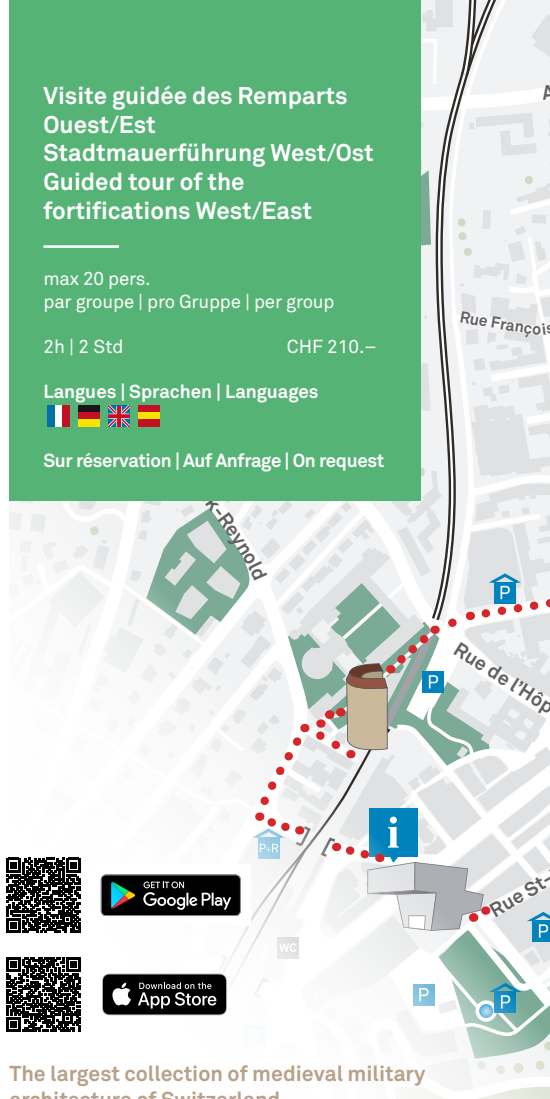 Visite guidée des Remparts
Ouest/Est
Stadtmauerführung West/Ost
Guided tour of the
fortifications West/East
max 20 pers.
par groupe | pro Gruppe | per group
2h | 2 Std CHF 210.–
Langues | Sprachen | Languages
Sur réservation | Auf Anfrage | On request
Rue François
k-Reynold
P
Rue de l'Hôp
P
i
P+R
GET IT ON
Google Play
Rue St-
P
WC
Download on the
App Store
P
P
The largest collection of medieval military
architecture of Switzerland